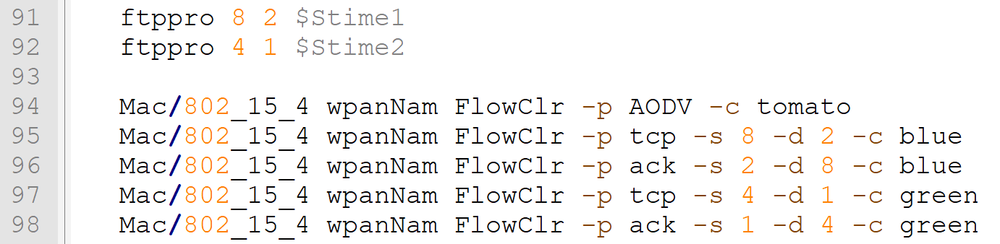 91 ftppro 8 2 $Stime1
92 ftppro 4 1 $Stime2
93
94 Mac/802_15_4 wpanNam FlowClr -p AODV -c tomato
95 Mac/802_15_4 wpanNam FlowClr -p tcp -s 8 -d 2 -c blue
96 Mac/802_15_4 wpanNam FlowClr -p ack -s 2 -d 8 -c blue
97 Mac/802_15_4 wpanNam FlowClr -p tcp -s 4 -d 1 -c green
98 Mac/802_15_4 wpanNam FlowClr -p ack -s 1 -d 4 -c green